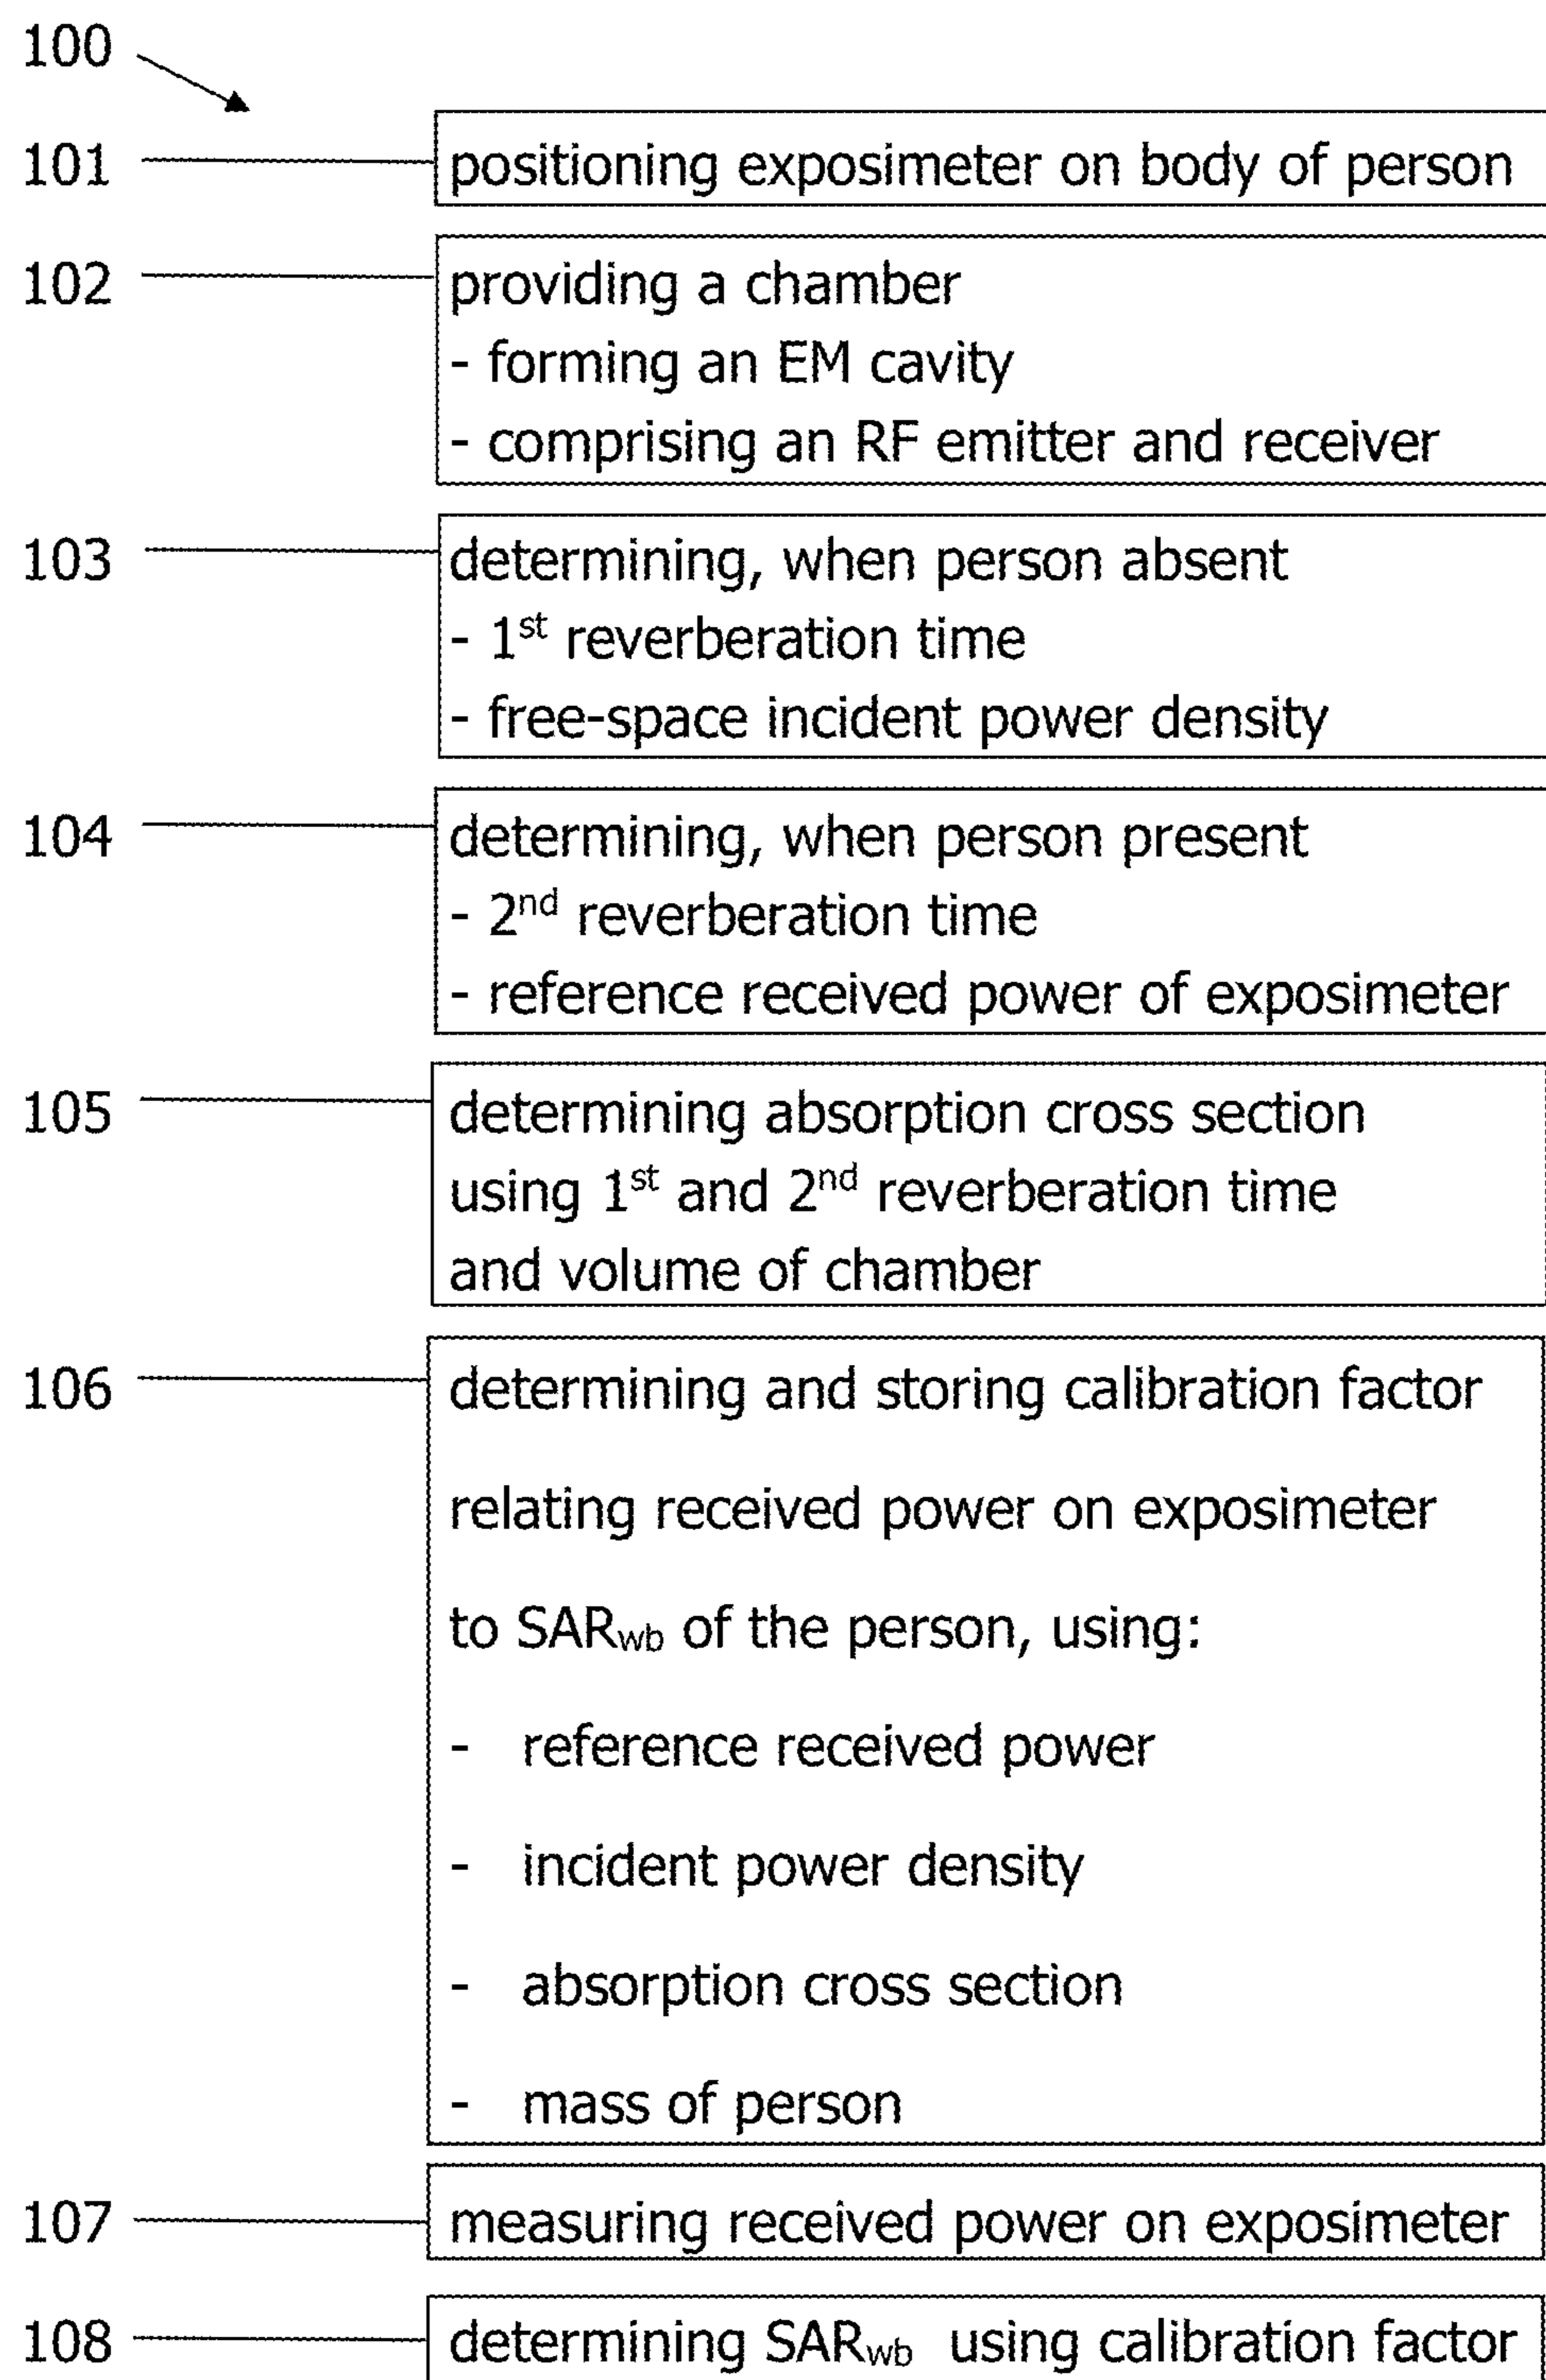 100
101 positioning exposimeter on body of person
102 providing a chamber
- forming an EM cavity
- comprising an RF emitter and receiver
103 determining, when person absent
- 1st reverberation time
- free-space incident power density
104 determining, when person present
- 2nd reverberation time
- reference received power of exposimeter
105 determining absorption cross section
using 1st and 2nd reverberation time
and volume of chamber
106 determining and storing calibration factor
relating received power on exposimeter
to SARwb of the person, using:
- reference received power
- incident power density
- absorption cross section
- mass of person
107 measuring received power on exposimeter
108 determining SARwb using calibration factor